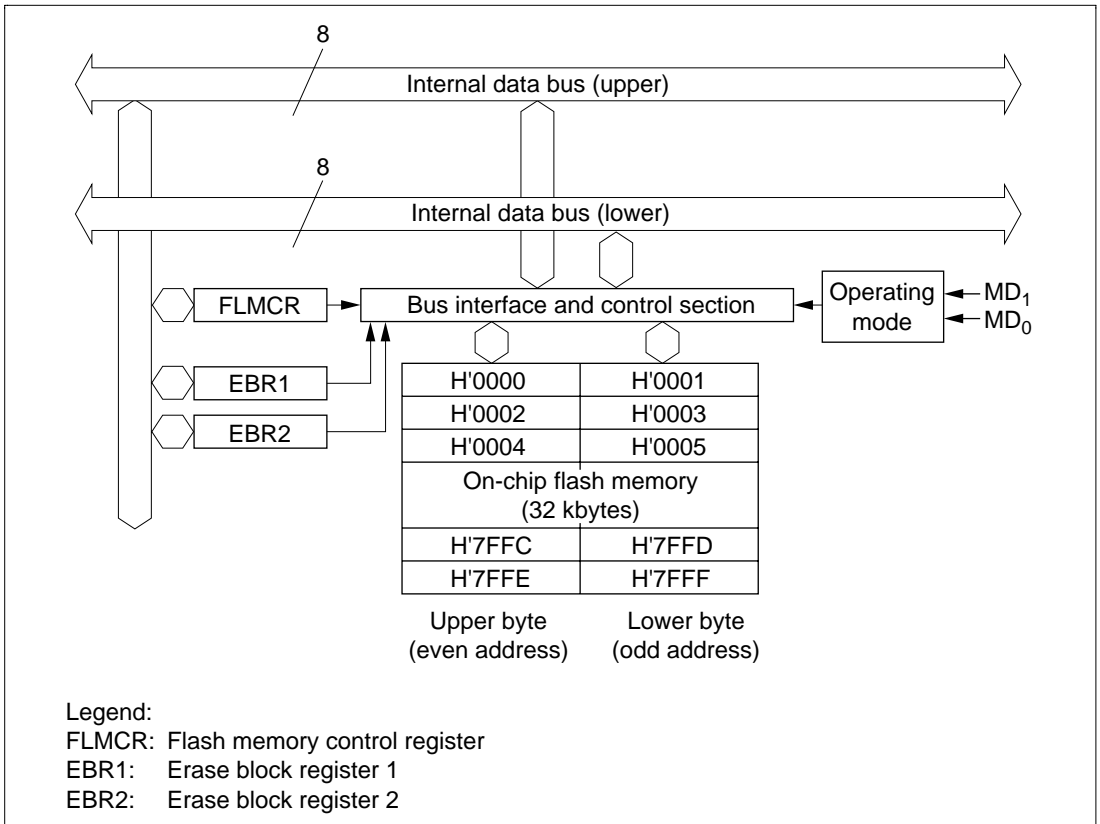 8
Internal data bus (upper)
8
Internal data bus (lower)
FLMCR
Bus interface and control section
Operating
mode
MD1
MD0
EBR1
EBR2
H'0000 H'0001
H'0002 H'0003
H'0004 H'0005
On-chip flash memory
(32 kbytes)
H'7FFC H'7FFD
H'7FFE H'7FFF
Upper byte
(even address)
Lower byte
(odd address)
Legend:
FLMCR: Flash memory control register
EBR1: Erase block register 1
EBR2: Erase block register 2